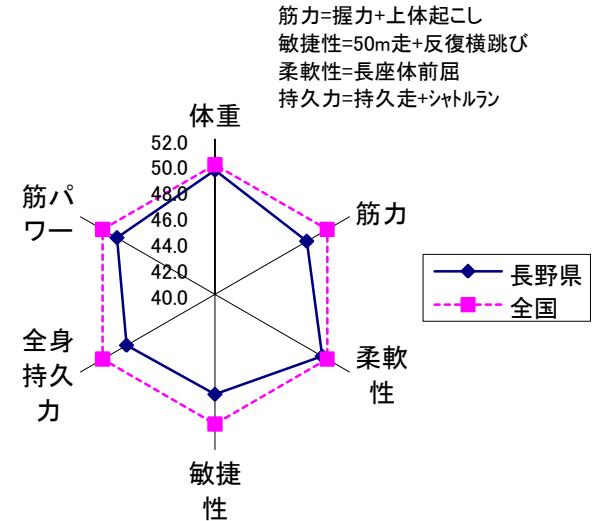 筋力=握力+上体起こし
敏捷性=50m走+反復横跳び
柔軟性=長座体前屈
持久力=持久走+シャトルラン
体重
52.0
50.0
48.0
46.0
44.0
42.0
40.0
筋パ
ワー
筋力
長野県
全国
全身
持久
力
柔軟
性
敏捷
性